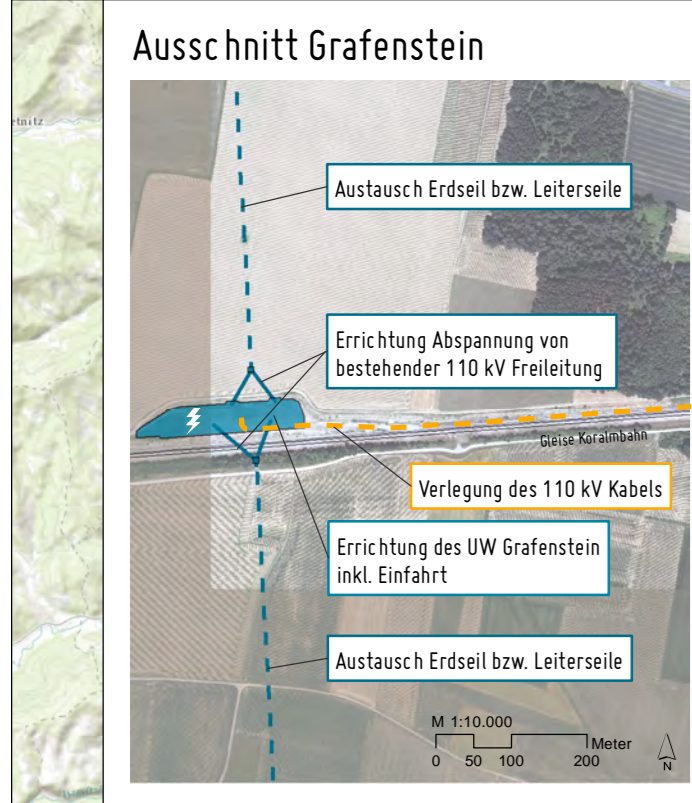 Ausschnitt Grafenstein
Austausch Erdseil bzw. Leiterseile
Errichtung Abspannung von
bestehender 110 kV Freileitung
Gleise Koralmbahn
Verlegung des 110 kV Kabels
Errichtung des UW Grafenstein
inkl. Einfahrt
Austausch Erdseil bzw. Leiterseile
M 1:10.000
Meter
0 50 100 200
N